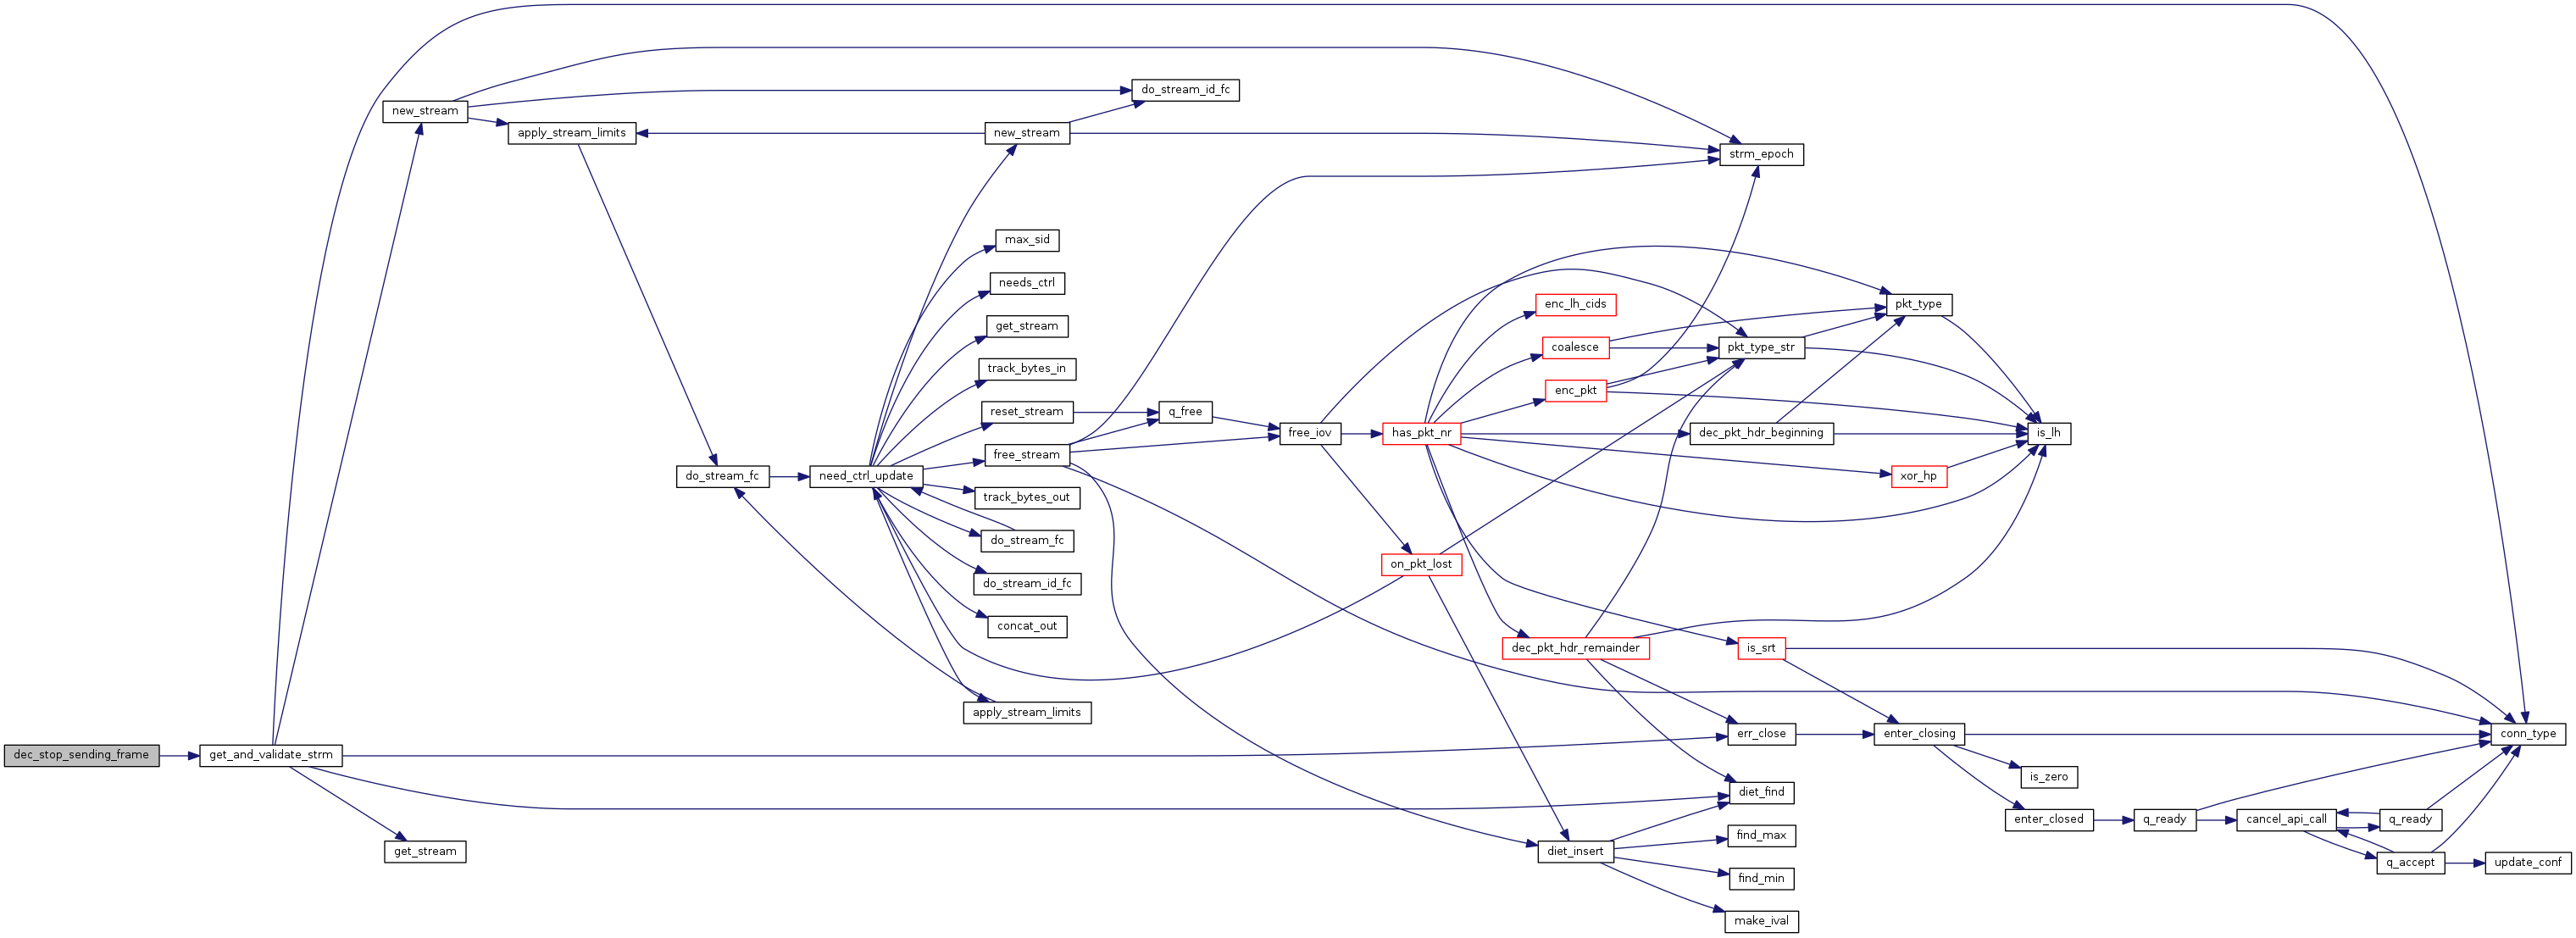 do_stream_id_fc
new_stream
apply_stream_limits
new_stream
strm_epoch
max_sid
needs_ctrl
enc_lh_cids
pkt_type
get_stream
coalesce
pkt_type_str
track_bytes_in
enc_pkt
reset_stream
q_free
free_iov
has_pkt_nr
dec_pkt_hdr_beginning
is_lh
free_stream
do_stream_fc
need_ctrl_update
xor_hp
track_bytes_out
do_stream_fc
on_pkt_lost
do_stream_id_fc
concat_out
dec_pkt_hdr_remainder
is_srt
apply_stream_limits
err_close
enter_closing
conn_type
dec_stop_sending_frame
get_and_validate_strm
is_zero
diet_find
enter_closed
q_ready
cancel_api_call
q_ready
find_max
get_stream
diet_insert
q_accept
update_conf
find_min
make_ival